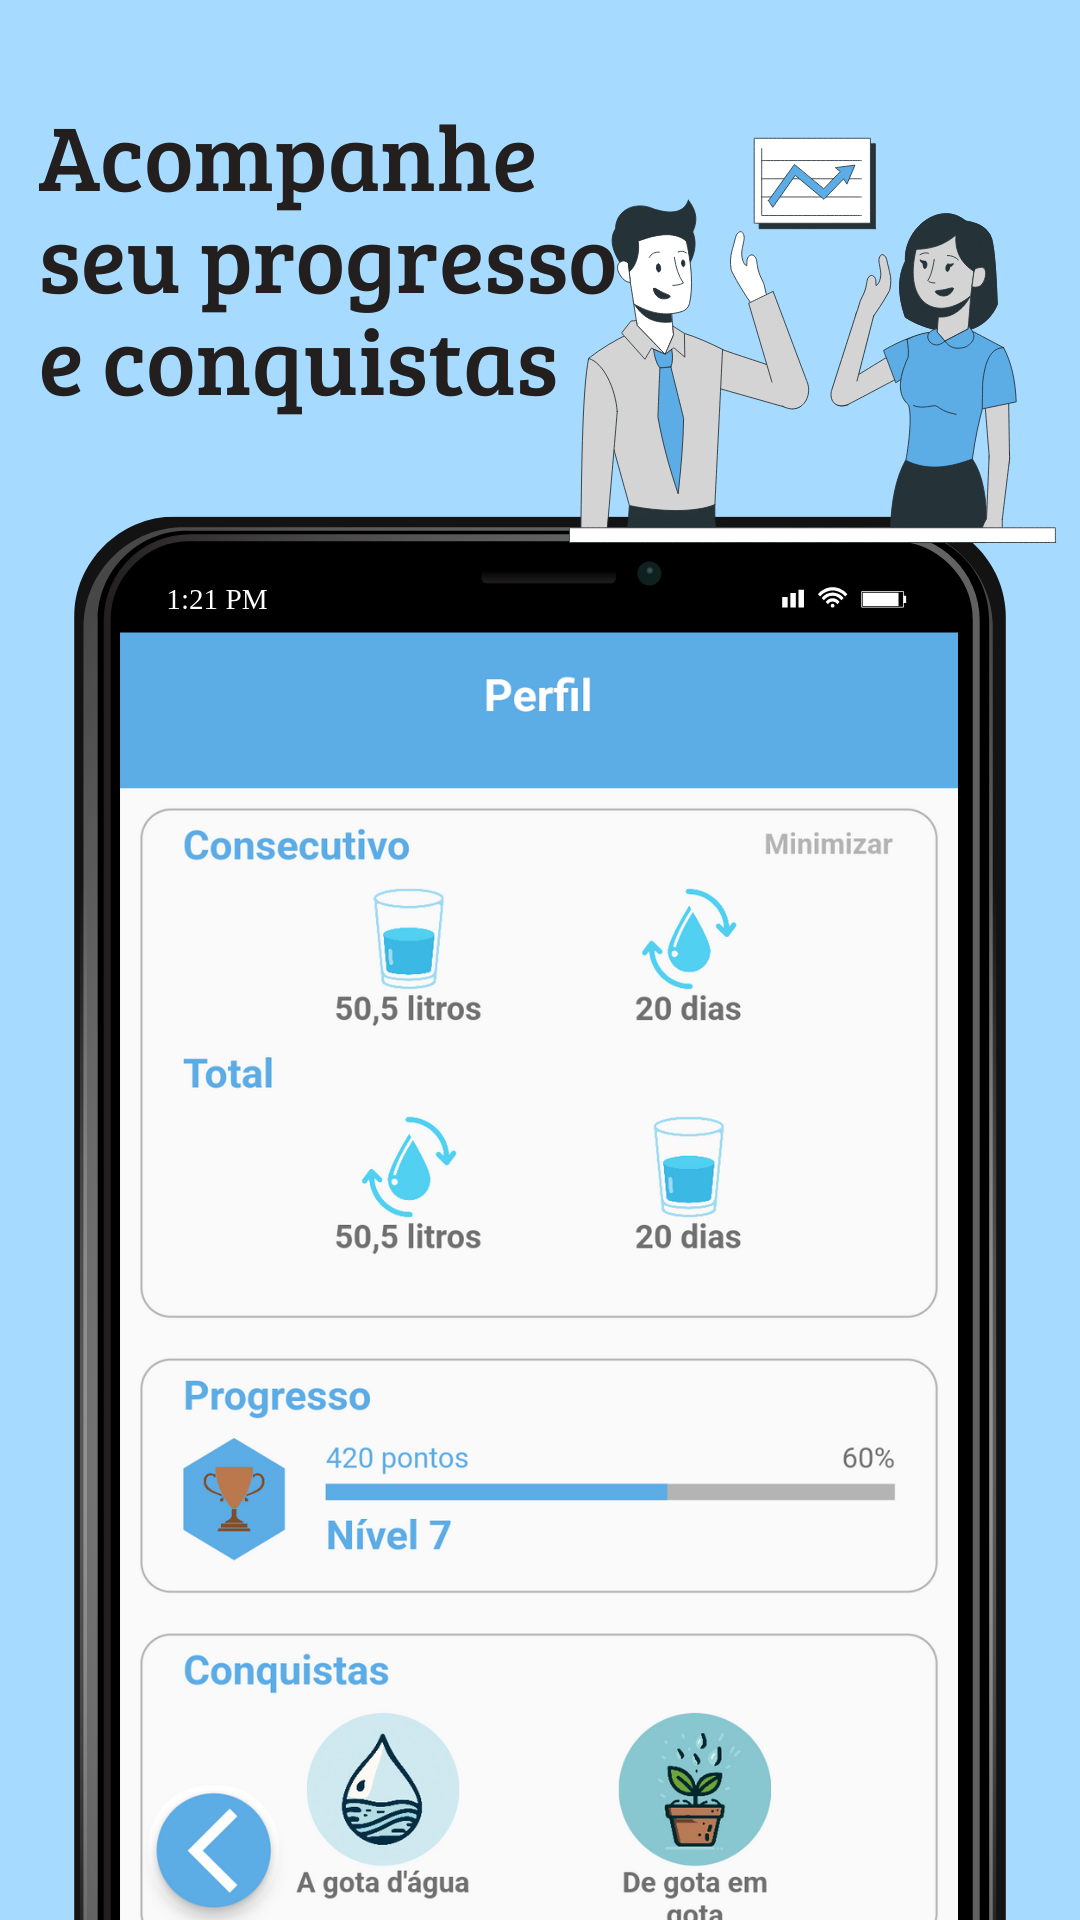 Acompanhe
seu progresso
e conquistas
1:21 PM
Perfil
Consecutivo
Minimizar
50,5 litros
20 dias
Total
50,5 litros
20 dias
Progresso
420 pontos
60%
Nível 7
Conquistas
A gota d'água
De gota em
gota